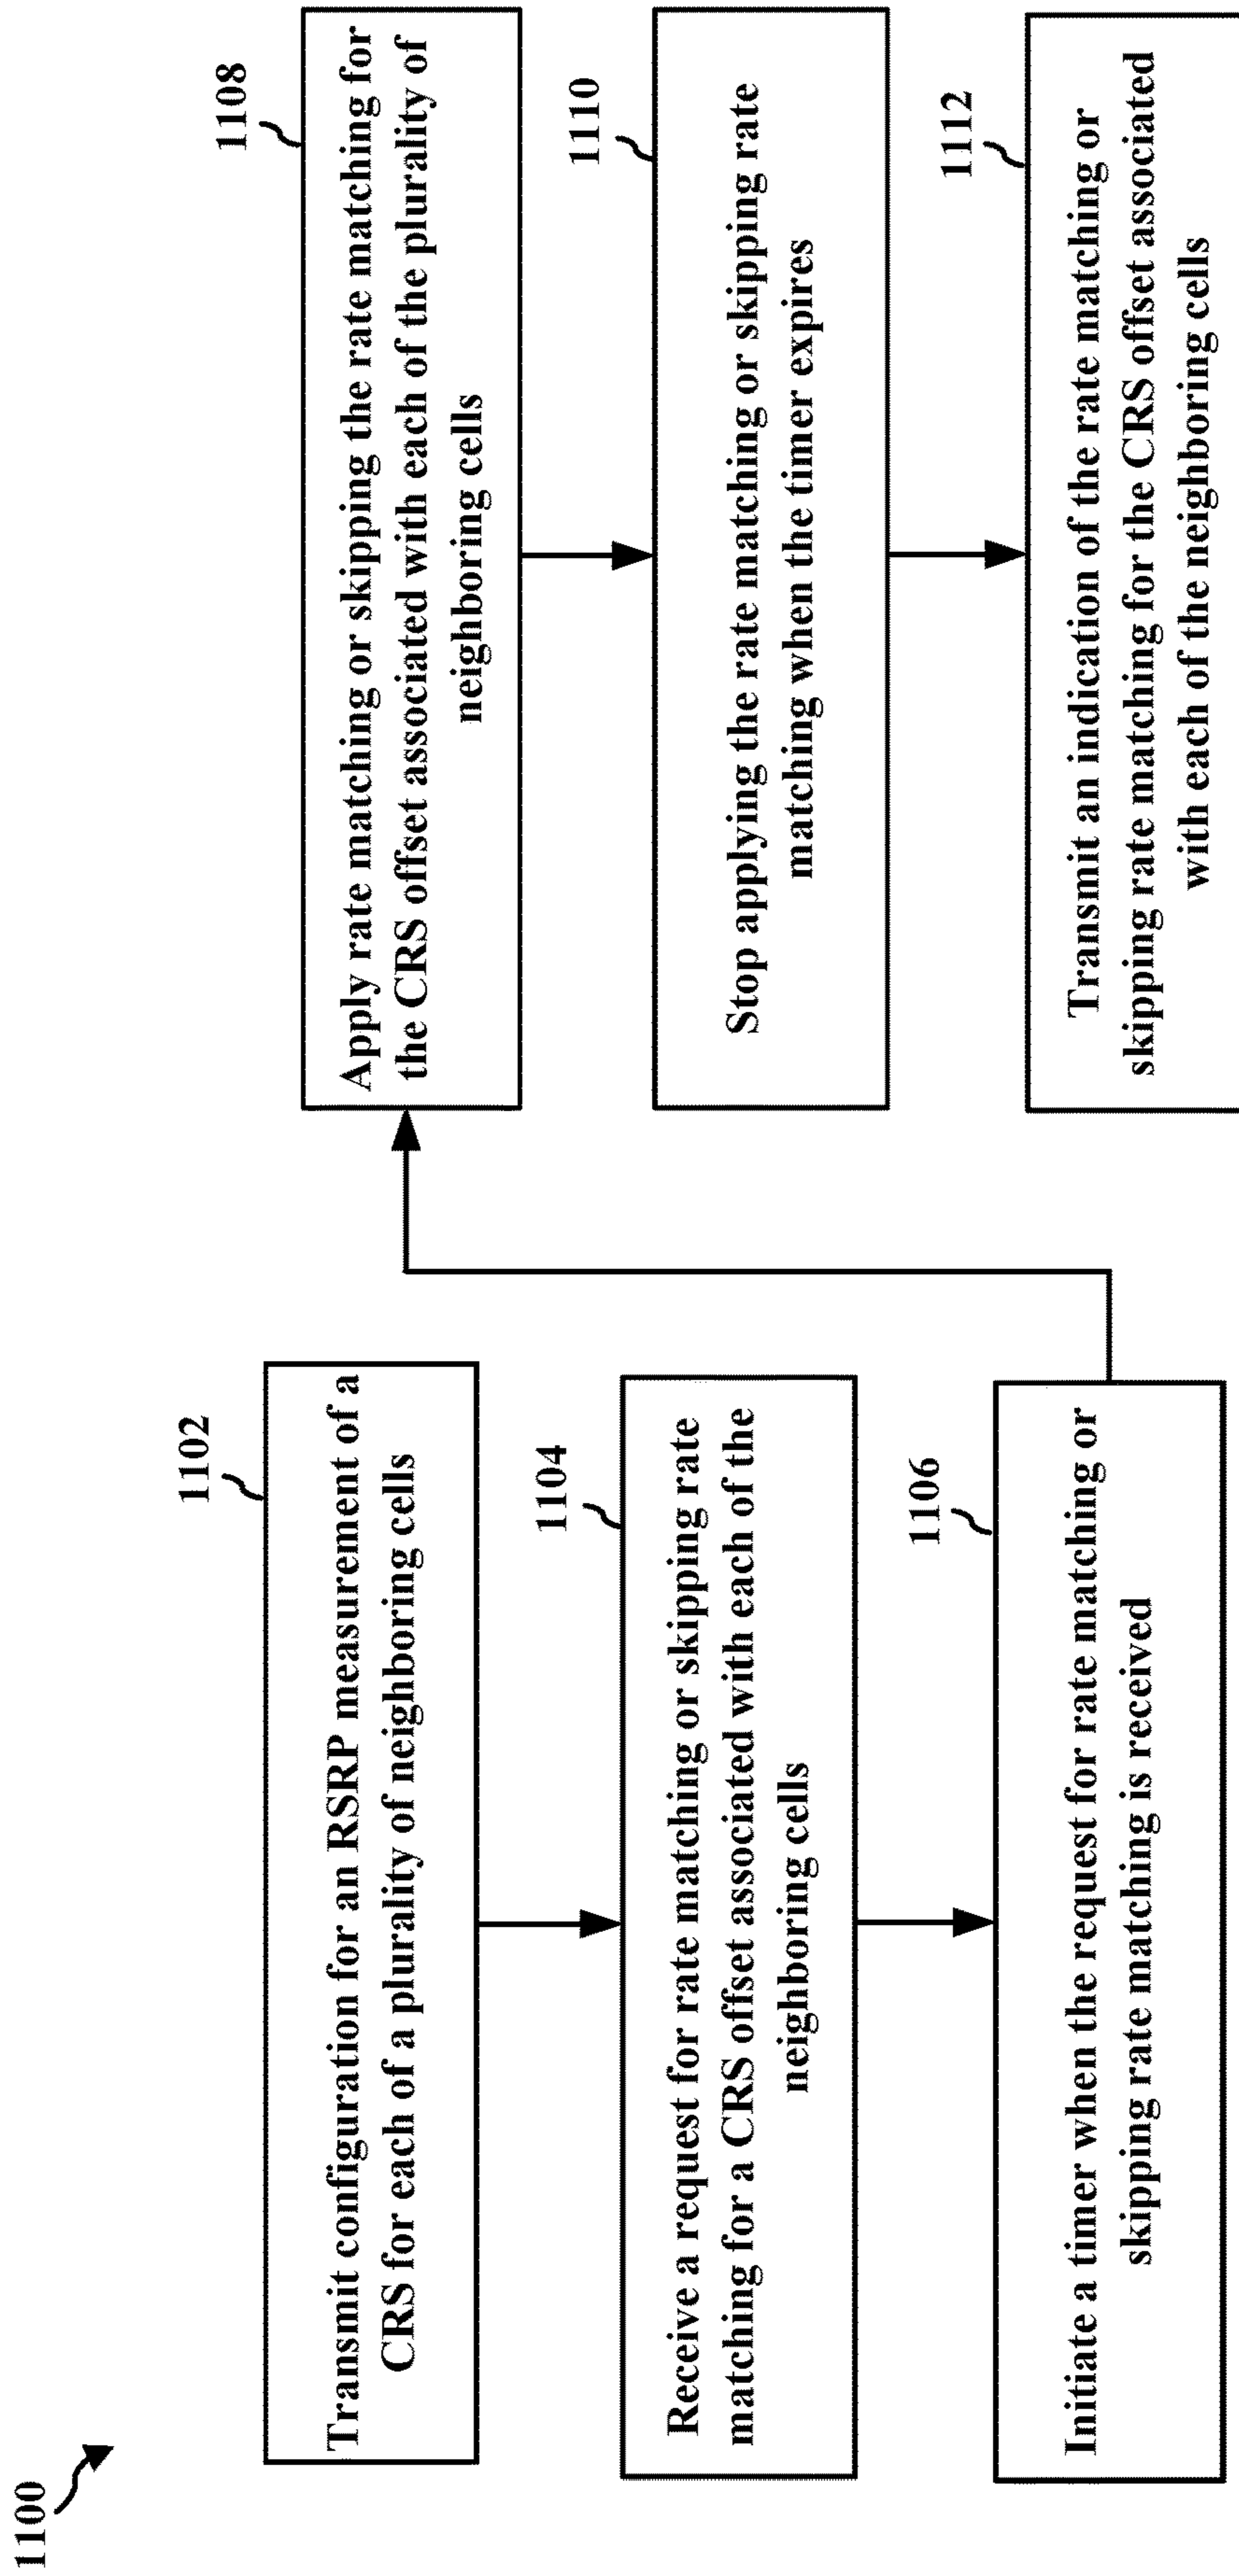 1100
1102
Transmit configuration for an RSRP measurement of a
CRS for each of a plurality of neighboring cells
1104
Receive a request for rate matching or skipping rate
matching for a CRS offset associated with each of the
neighboring cells
1106
Initiate a timer when the request for rate matching or
skipping rate matching is received
1108
Apply rate matching or skipping the rate matching for
the CRS offset associated with each of the plurality of
neighboring cells
1110
Stop applying the rate matching or skipping rate
matching when the timer expires
1112
Transmit an indication of the rate matching or
skipping rate matching for the CRS offset associated
with each of the neighboring cells